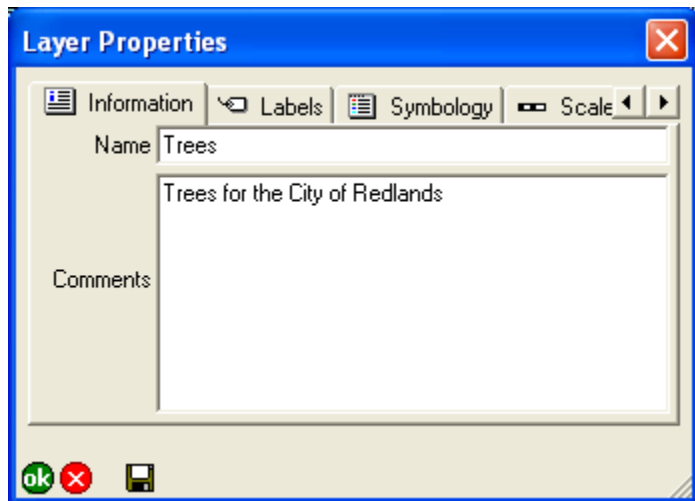 Layer Properties
Information Labels Symbology Scale
Name Trees
Trees for the City of Redlands
Comments
ok